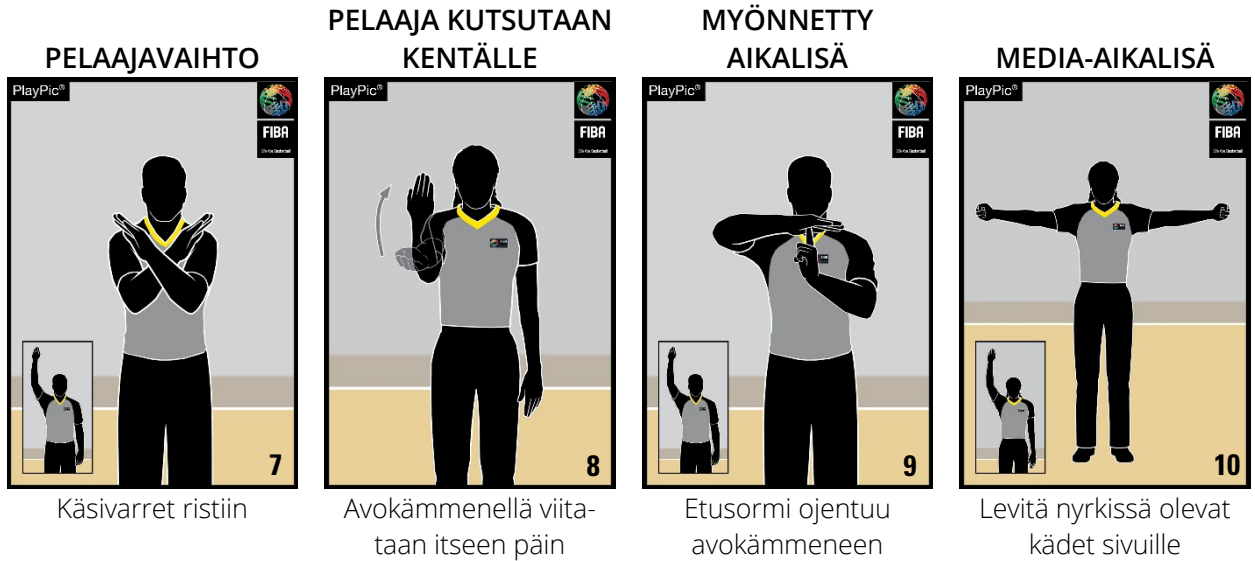 PELAAJAVAIHTO
PlayPic®
FIBA
7
Käsivarret ristiin
PELAAJA KUTSUTAAN
KENTÄLLE
PlayPic®
FIBA
8
Avokämmenellä viita-
taan itseen päin
MYÖNNETTY
AIKALISÄ
PlayPic®
FIBA
9
Etusormi ojentuu
avokämmeneen
MEDIA-AIKALISÄ
PlayPic®
FIBA
10
Levitä nyrkissä olevat
kädet sivuille